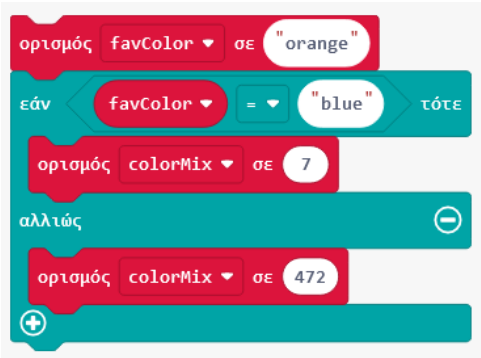 ορισμός favColor σε "orange"
εάν favColor = "blue" τότε
ορισμός colorMix σε 7
αλλιώς
ορισμός colorMix σε 472